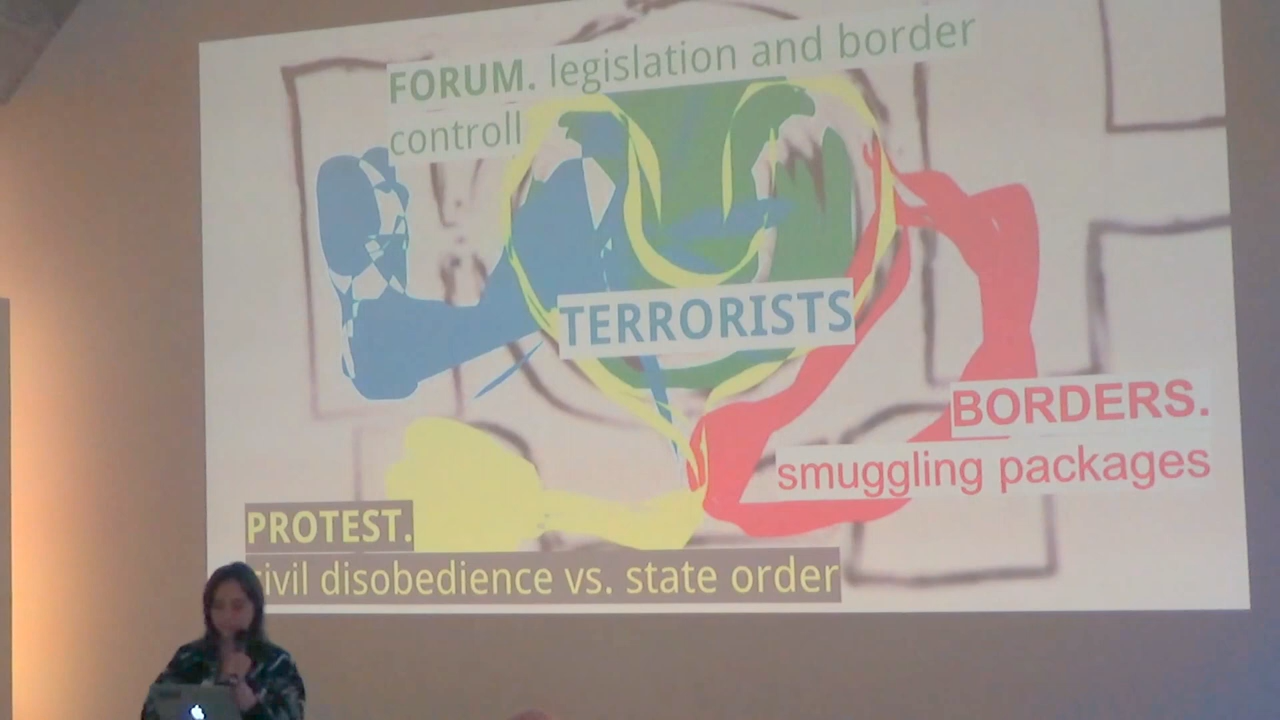 FORUM. legislation and border
controll
TERRORISTS
BORDERS.
smuggling packages
PROTEST.
civil disobedience vs. state order